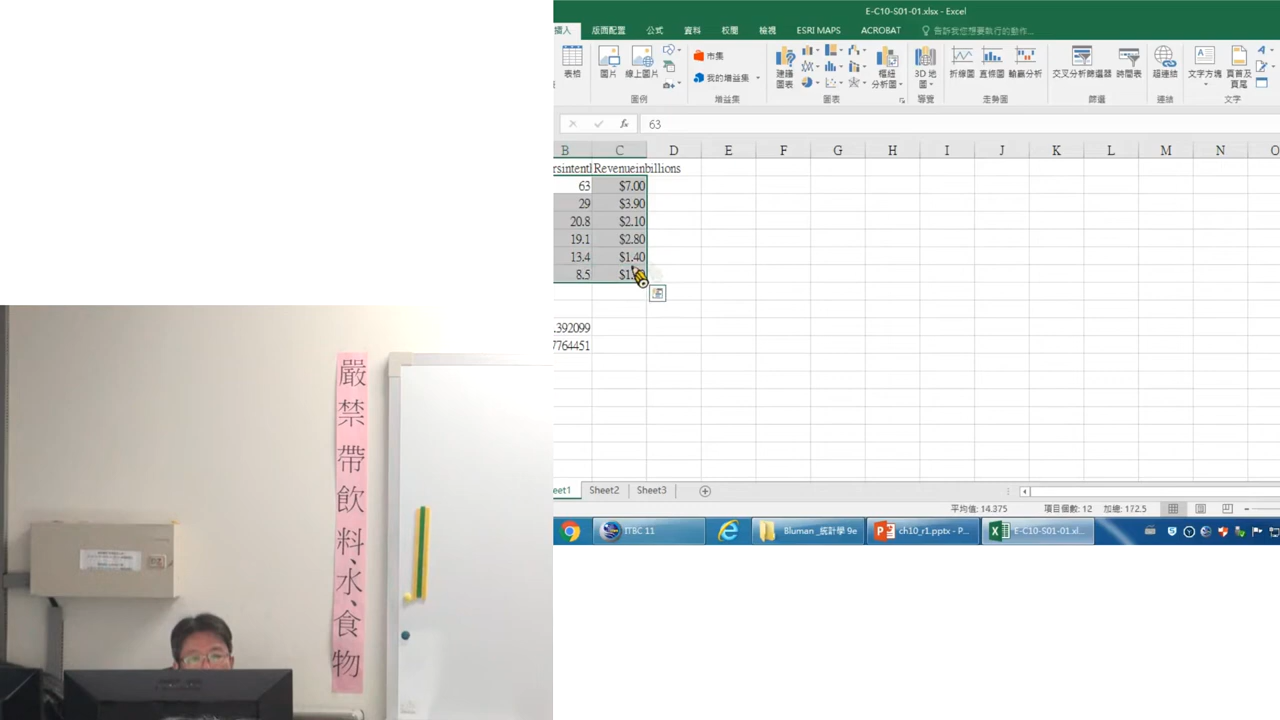 E-C10-S01-01.xlsx - Excel
插入 版面配置 公式 資料 校閱 檢視 ESRI MAPS ACROBAT 告訴我您想要執行的動作...
表格 圖片 線上圖片 市集 我的增益集 建議圖表 樞紐分析圖 3D 地圖 折線圖 直條圖 輸贏分析 交叉分析篩選器 時間表 超連結 文字方塊 頁首及頁尾
圖例 增益集 圖表 導覽 走勢圖 篩選 連結 文字
fx 63
B C D E F G H I J K L M N O
rsintent Revenueinbillions
63 $7.00
29 $3.90
20.8 $2.10
19.1 $2.80
13.4 $1.40
8.5 $1.
.392099
7764451
eet1 Sheet2 Sheet3
平均值: 14.375 項目個數: 12 加總: 172.5
ITBC 11 Bluman _統計學 9e ch10_r1.pptx - P... E-C10-S01-01.xl...
嚴禁帶飲料、水、食物